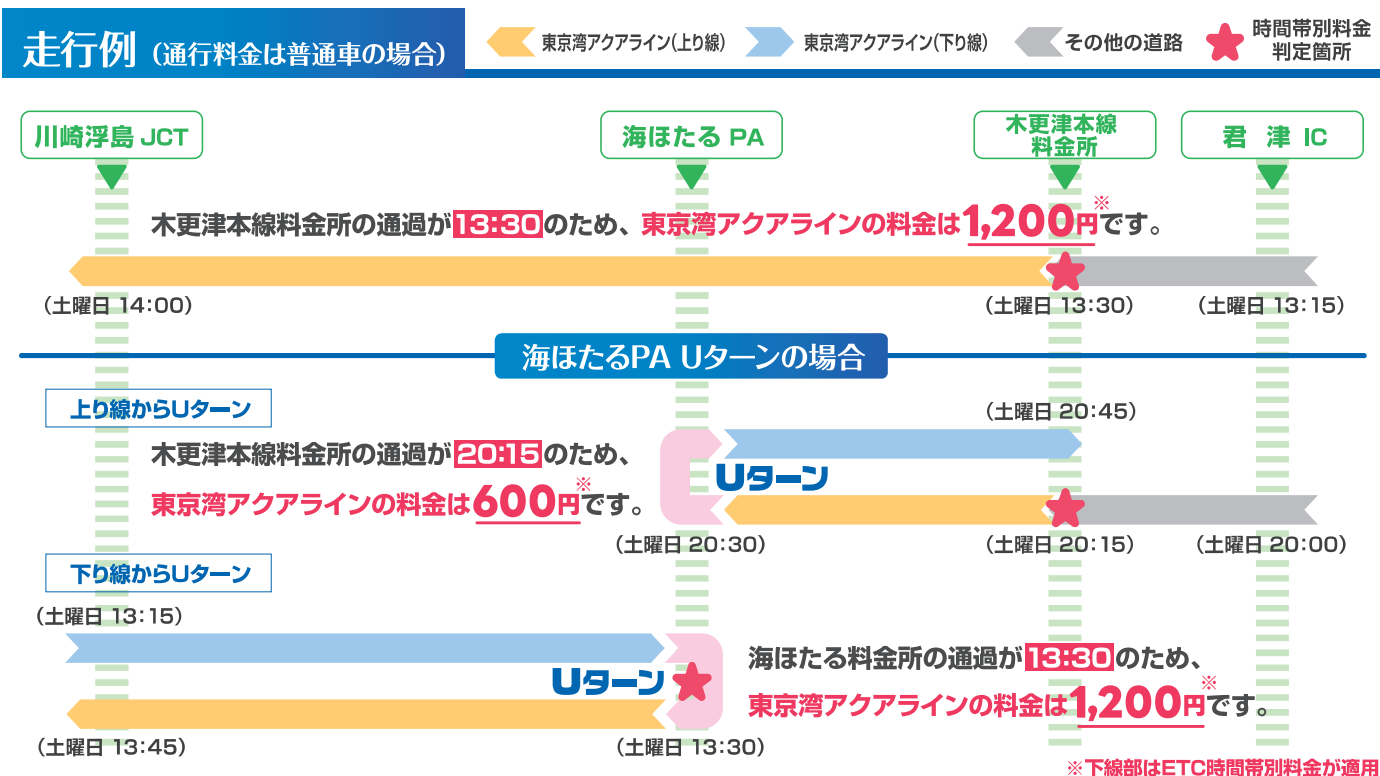 走行例（通行料金は普通車の場合）
東京湾アクアライン(上り線)
東京湾アクアライン(下り線)
その他の道路
時間帯別料金
判定箇所
川崎浮島 JCT
海ほたる PA
木更津本線
料金所
君 津 IC
木更津本線料金所の通過が13:30のため、東京湾アクアラインの料金は1,200円※です。
（土曜日 14:00）
（土曜日 13:30）
（土曜日 13:15）
海ほたるPA Uターンの場合
上り線からUターン
（土曜日 20:45）
木更津本線料金所の通過が20:15のため、
Uターン
東京湾アクアラインの料金は600円※です。
（土曜日 20:30）
（土曜日 20:15）
（土曜日 20:00）
下り線からUターン
（土曜日 13:15）
海ほたる料金所の通過が13:30のため、
Uターン
東京湾アクアラインの料金は1,200円※です。
（土曜日 13:45）
（土曜日 13:30）
※下線部はETC時間帯別料金が適用